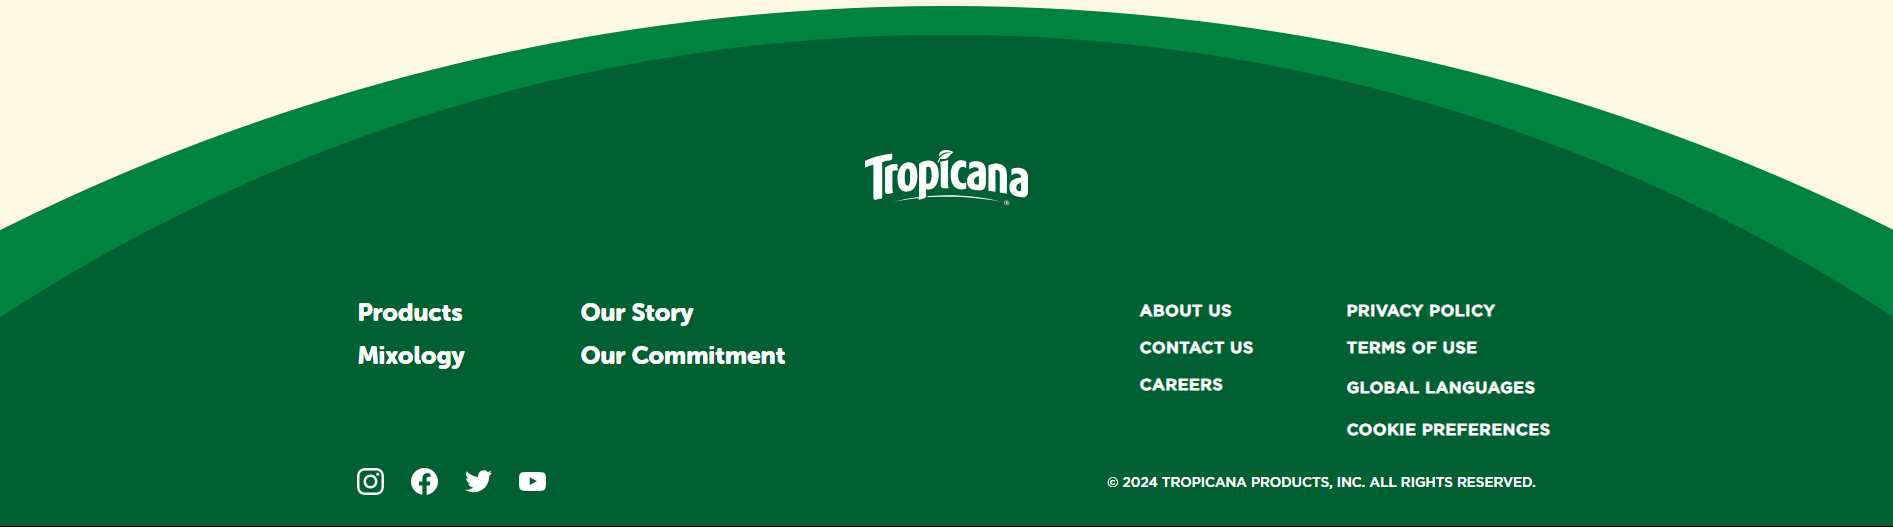 Tropicana
®
Products
Mixology
Our Story
Our Commitment
ABOUT US
CONTACT US
CAREERS
PRIVACY POLICY
TERMS OF USE
GLOBAL LANGUAGES
COOKIE PREFERENCES
© 2024 TROPICANA PRODUCTS, INC. ALL RIGHTS RESERVED.